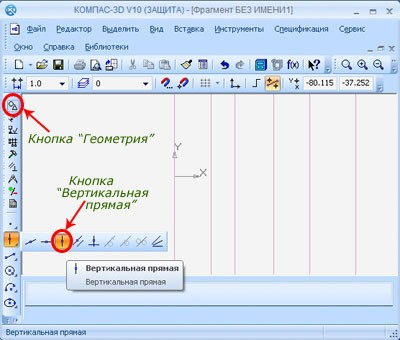 КОМПАС-3D V10 (ЗАЩИТА) - [Фрагмент БЕЗ ИМЕНИ1]
Файл Редактор Выделить Вид Вставка Инструменты Спецификация Сервис
Окно Справка Библиотеки
f(x)
1.0 0 -80.115 -37.252
Кнопка “Геометрия”
Y
X
Кнопка
“Вертикальная
прямая”
Вертикальная прямая
Вертикальная прямая
Вертикальная прямая